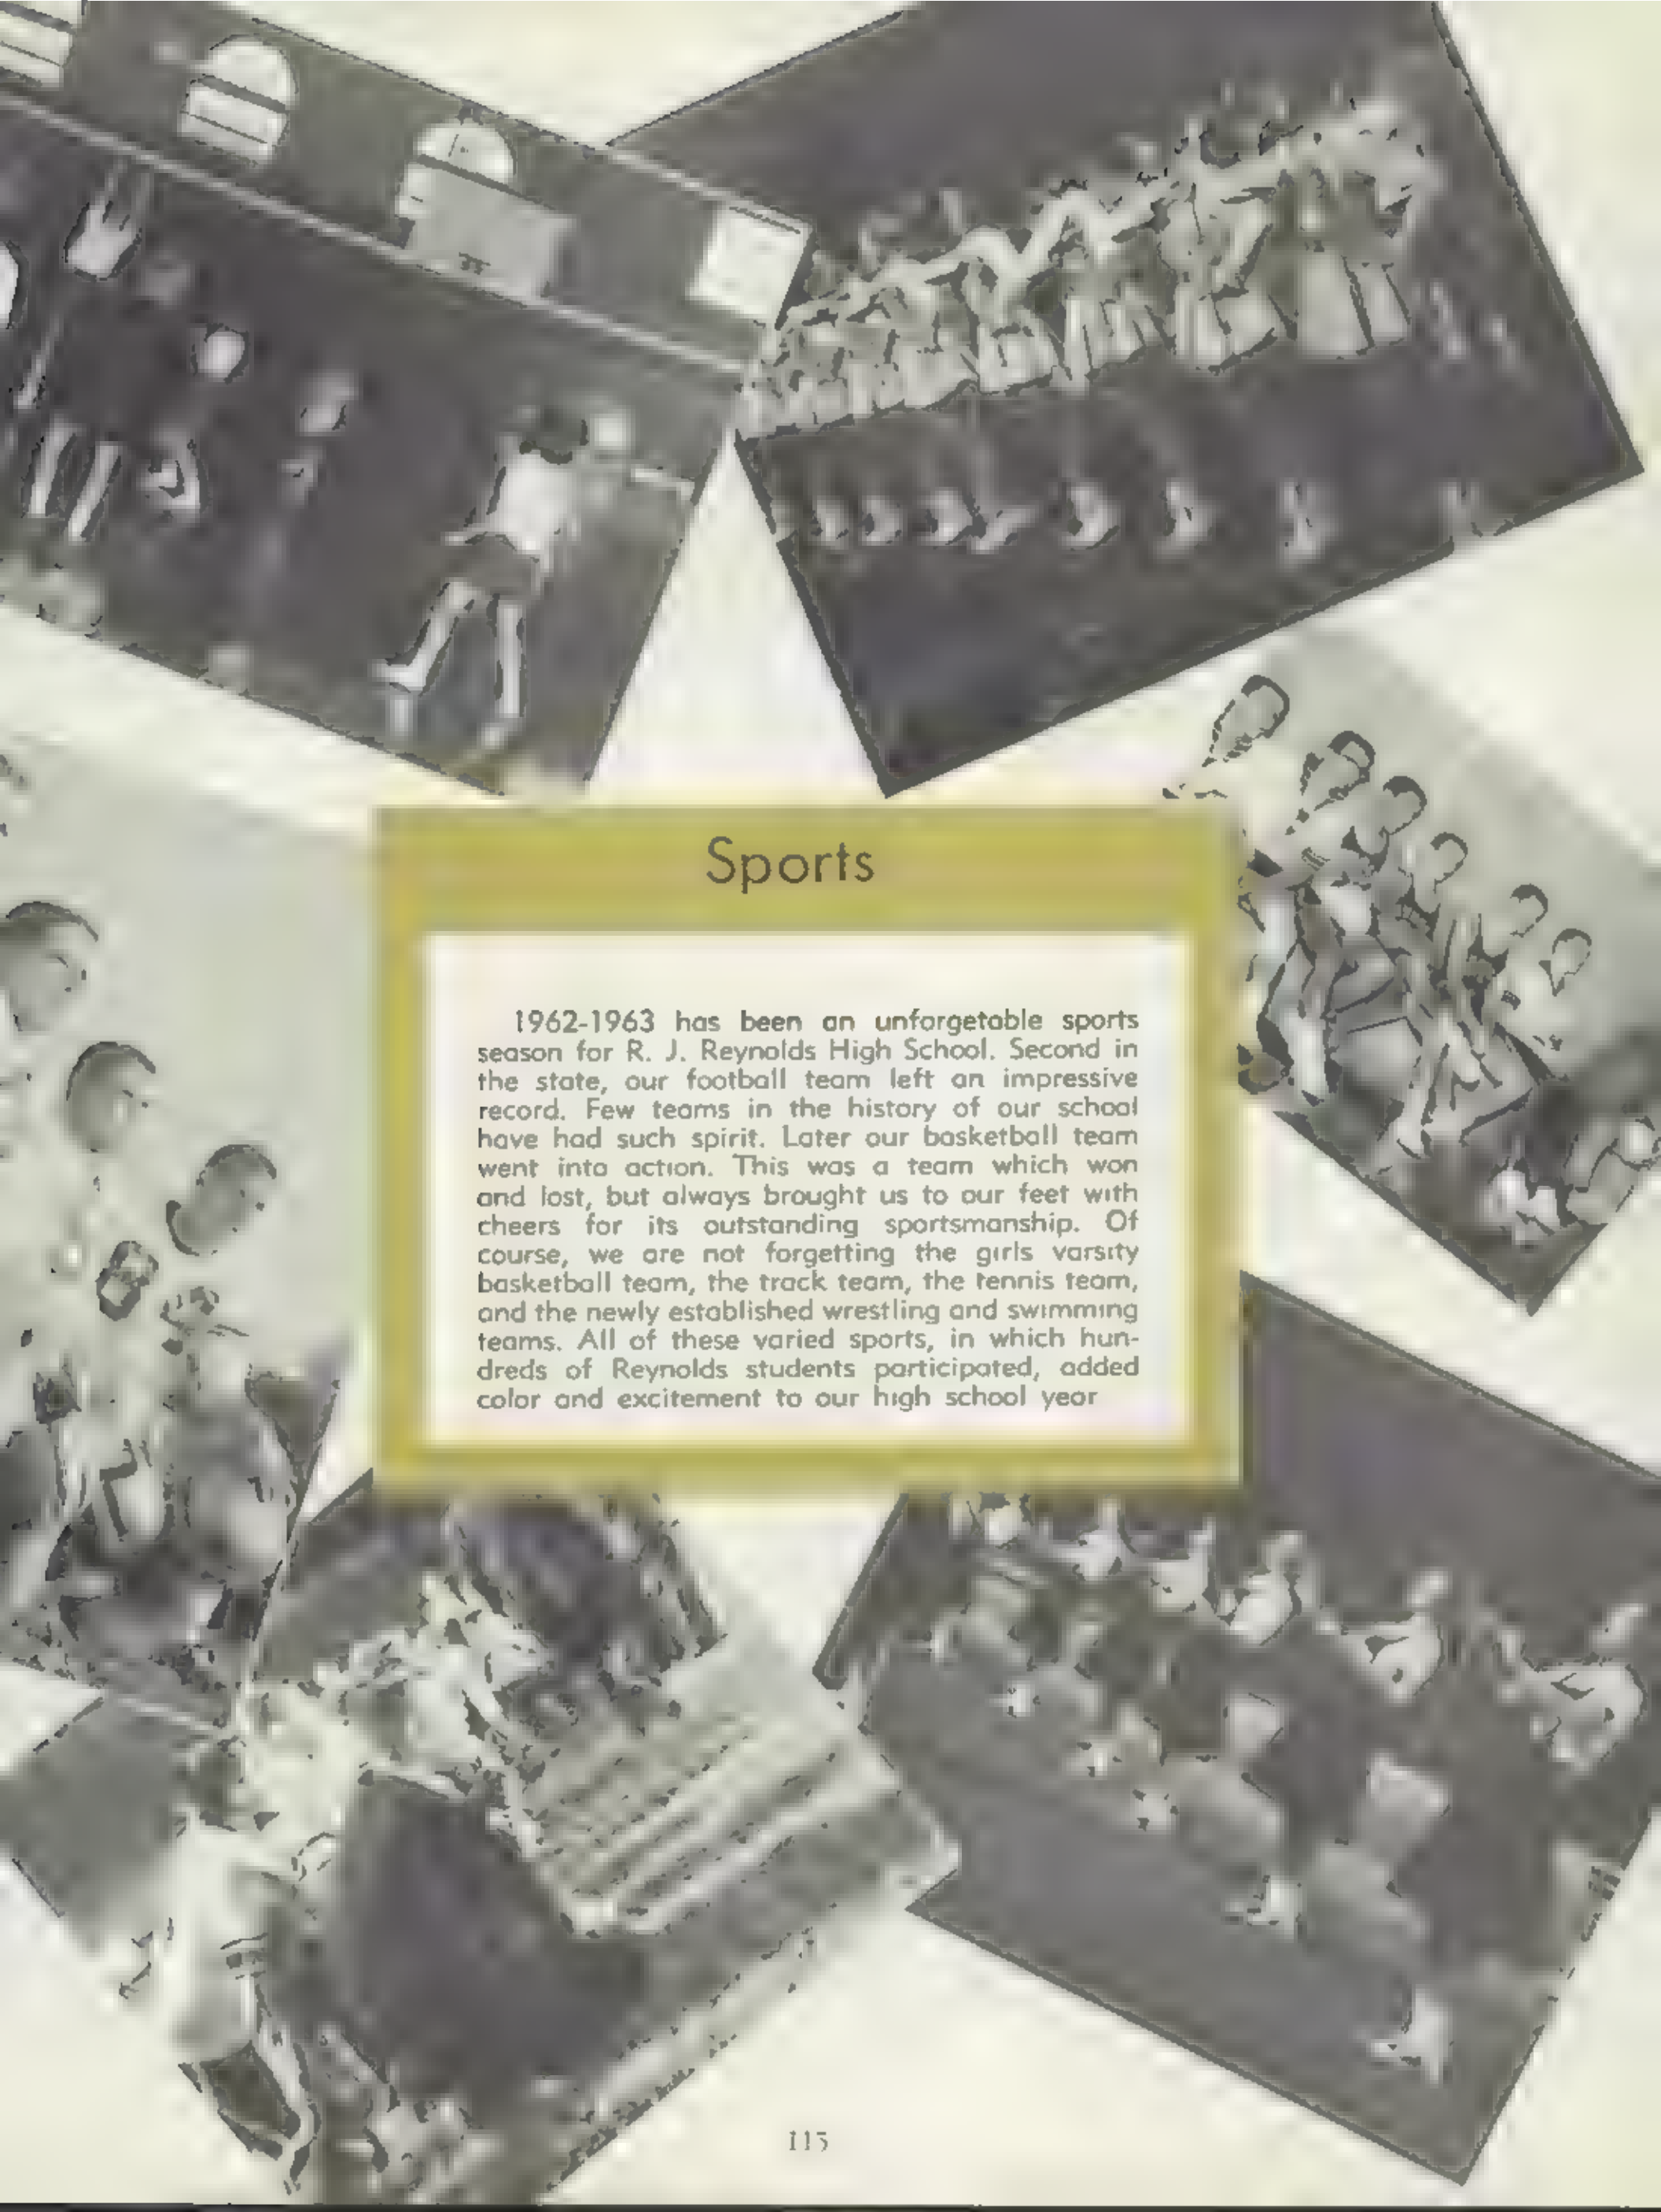 Sports
1962-1963 has been an unforgetable sports
season for R. J. Reynolds High School. Second in
the state, our football team left an impressive
record. Few teams in the history of our school
have had such spirit. Later our basketball team
went into action. This was a team which won
and lost, but always brought us to our feet with
cheers for its outstanding sportsmanship. Of
course, we are not forgetting the girls varsity
basketball team, the track team, the tennis team,
and the newly established wrestling and swimming
teams. All of these varied sports, in which hun-
dreds of Reynolds students participated, added
color and excitement to our high school year
115